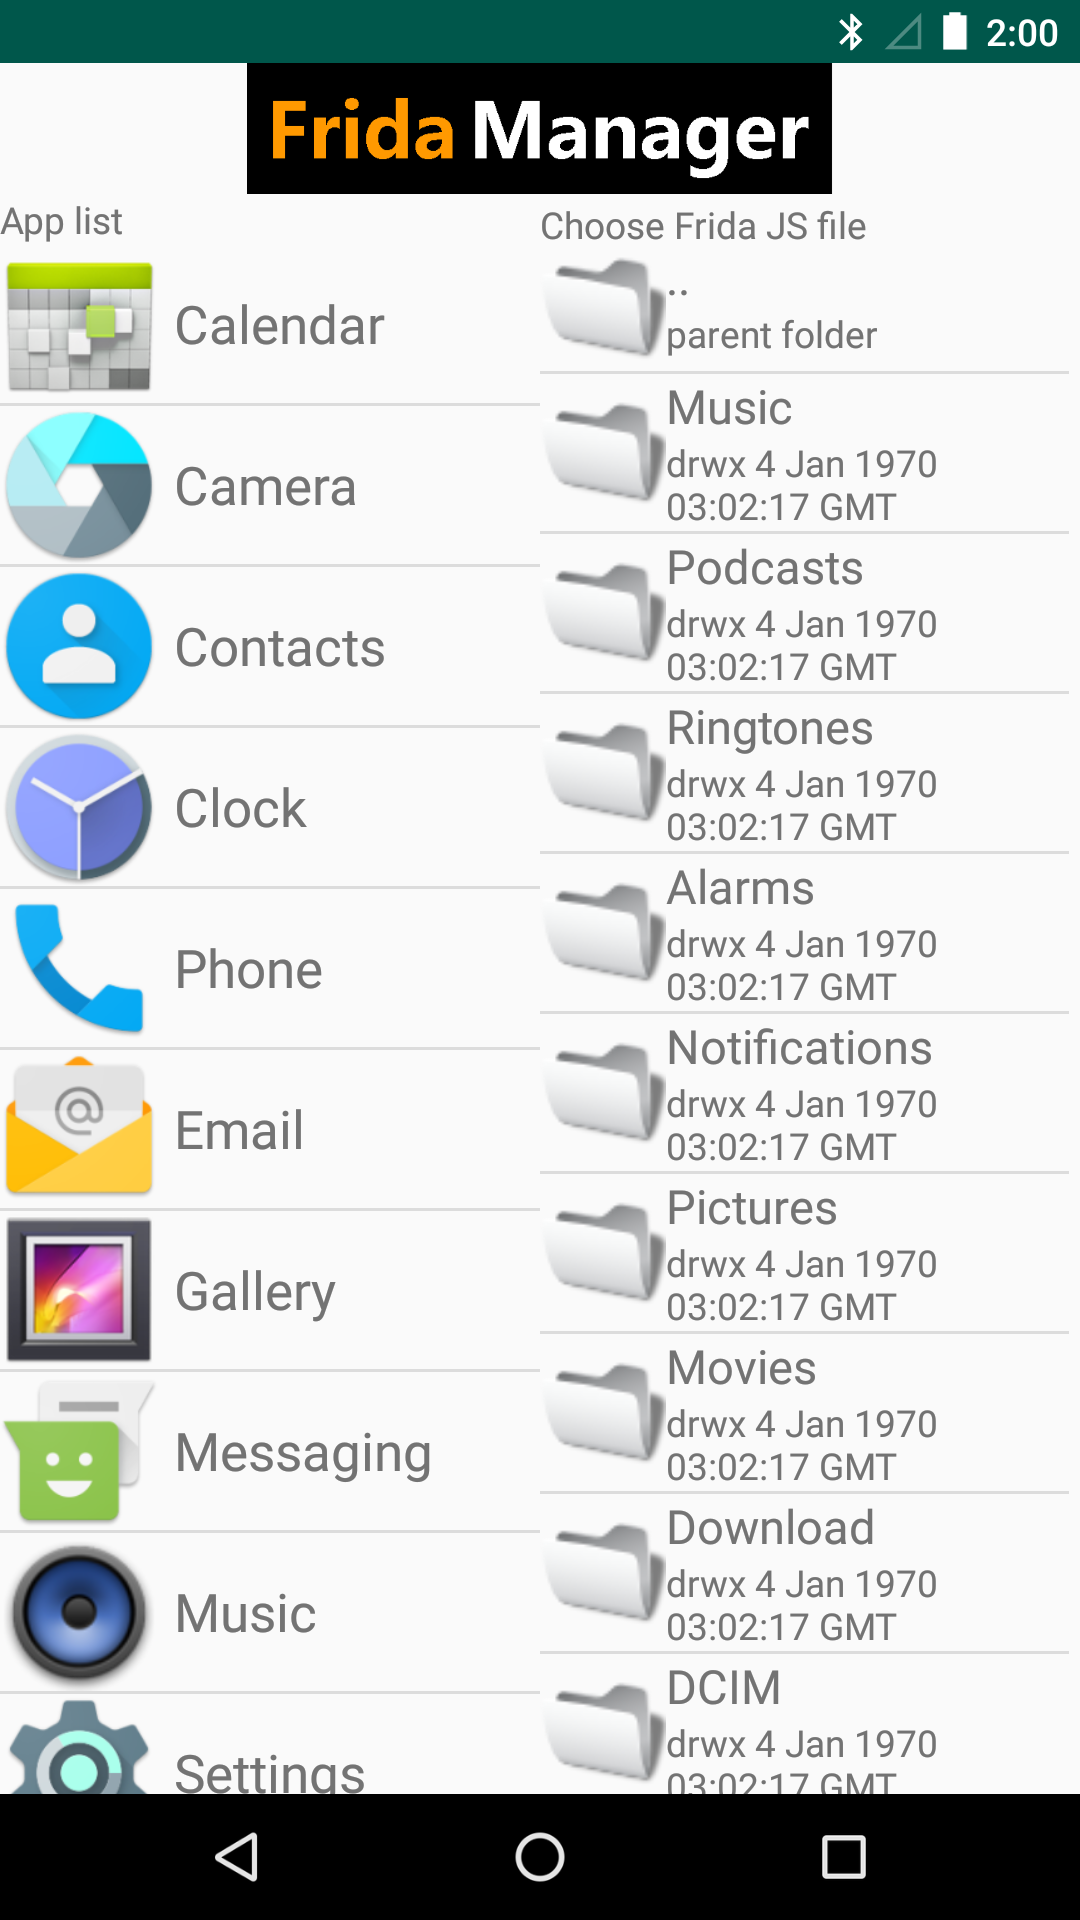 2:00
Frida Manager
App list
Calendar
Camera
Contacts
Clock
Phone
@
Email
Gallery
Messaging
Music
Settings
Choose Frida JS file
..
parent folder
Music
drwx 4 Jan 1970
03:02:17 GMT
Podcasts
drwx 4 Jan 1970
03:02:17 GMT
Ringtones
drwx 4 Jan 1970
03:02:17 GMT
Alarms
drwx 4 Jan 1970
03:02:17 GMT
Notifications
drwx 4 Jan 1970
03:02:17 GMT
Pictures
drwx 4 Jan 1970
03:02:17 GMT
Movies
drwx 4 Jan 1970
03:02:17 GMT
Download
drwx 4 Jan 1970
03:02:17 GMT
DCIM
drwx 4 Jan 1970
03:02:17 GMT